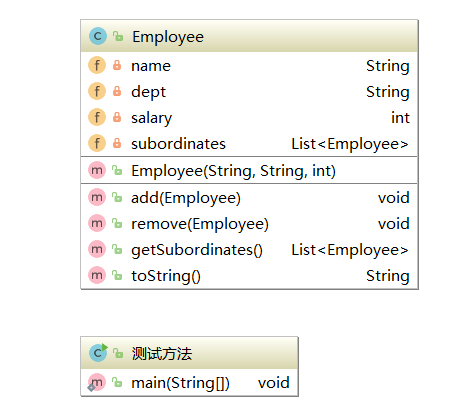 Employee
name String
dept String
salary int
subordinates List<Employee>
Employee(String, String, int)
add(Employee) void
remove(Employee) void
getSubordinates() List<Employee>
toString() String
测试方法
main(String[]) void